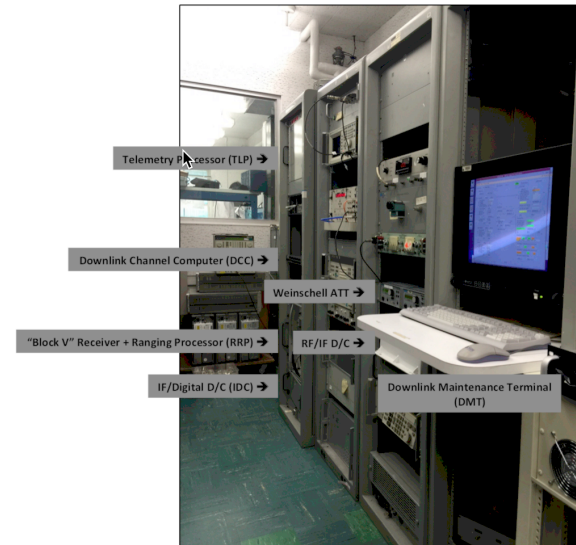 Telemetry Processor (TLP) →
Downlink Channel Computer (DCC) →
Weinschell ATT →
"Block V" Receiver + Ranging Processor (RRP) →
RF/IF D/C →
IF/Digital D/C (IDC) →
Downlink Maintenance Terminal
(DMT)